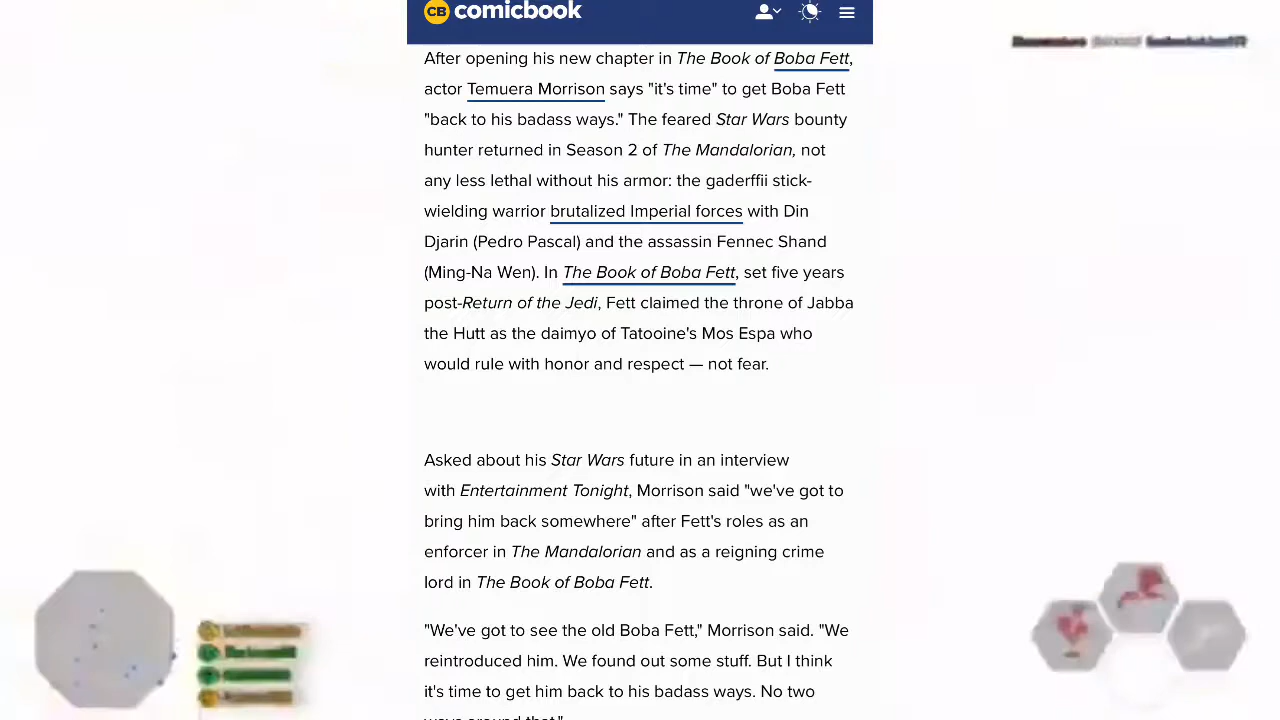 CB comicbook
After opening his new chapter in The Book of Boba Fett,
actor Temuera Morrison says "it's time" to get Boba Fett
"back to his badass ways." The feared Star Wars bounty
hunter returned in Season 2 of The Mandalorian, not
any less lethal without his armor: the gaderffii stick-
wielding warrior brutalized Imperial forces with Din
Djarin (Pedro Pascal) and the assassin Fennec Shand
(Ming-Na Wen). In The Book of Boba Fett, set five years
post-Return of the Jedi, Fett claimed the throne of Jabba
the Hutt as the daimyo of Tatooine's Mos Espa who
would rule with honor and respect — not fear.
Asked about his Star Wars future in an interview
with Entertainment Tonight, Morrison said "we've got to
bring him back somewhere" after Fett's roles as an
enforcer in The Mandalorian and as a reigning crime
lord in The Book of Boba Fett.
"We've got to see the old Boba Fett," Morrison said. "We
reintroduced him. We found out some stuff. But I think
it's time to get him back to his badass ways. No two
ways around that."